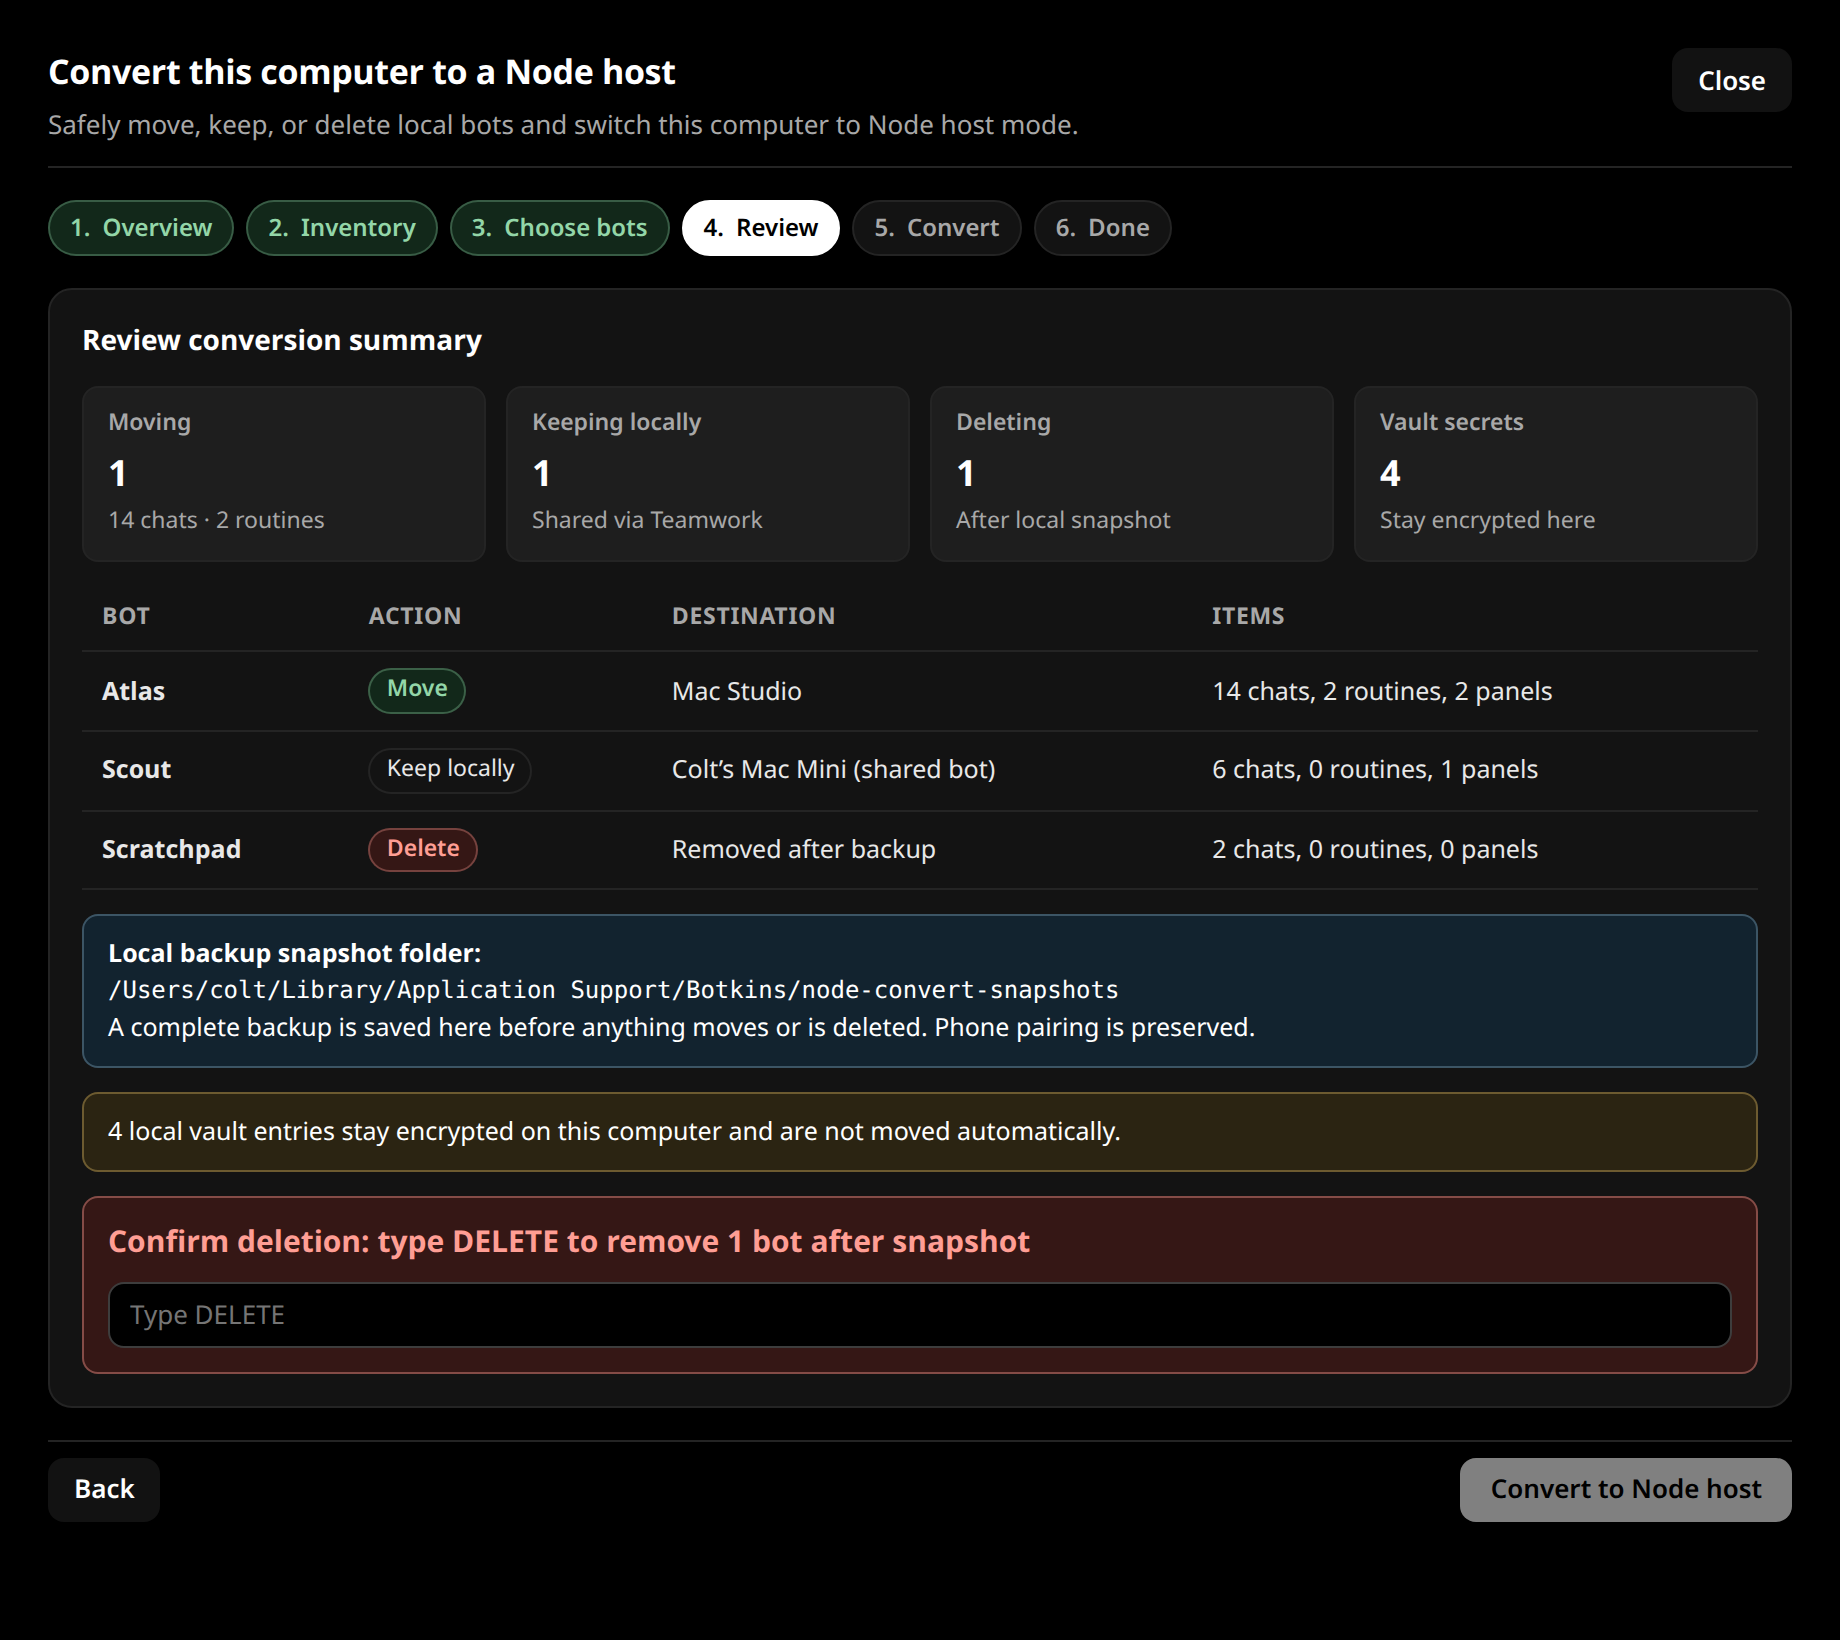 Convert this computer to a Node host
Close
Safely move, keep, or delete local bots and switch this computer to Node host mode.
1. Overview
2. Inventory
3. Choose bots
4. Review
5. Convert
6. Done
Review conversion summary
Moving
1
14 chats · 2 routines
Keeping locally
1
Shared via Teamwork
Deleting
1
After local snapshot
Vault secrets
4
Stay encrypted here
BOT ACTION DESTINATION ITEMS
Atlas Move Mac Studio 14 chats, 2 routines, 2 panels
Scout Keep locally Colt’s Mac Mini (shared bot) 6 chats, 0 routines, 1 panels
Scratchpad Delete Removed after backup 2 chats, 0 routines, 0 panels
Local backup snapshot folder:
/Users/colt/Library/Application Support/Botkins/node-convert-snapshots
A complete backup is saved here before anything moves or is deleted. Phone pairing is preserved.
4 local vault entries stay encrypted on this computer and are not moved automatically.
Confirm deletion: type DELETE to remove 1 bot after snapshot
Type DELETE
Back
Convert to Node host